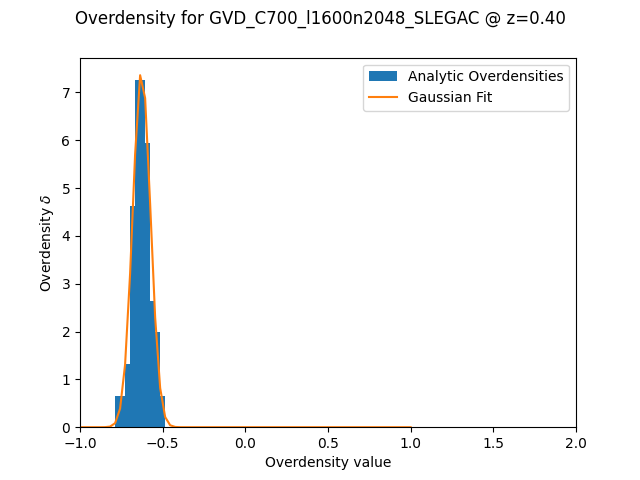 Overdensity for GVD_C700_l1600n2048_SLEGAC @ z=0.40
Analytic Overdensities
Gaussian Fit
Overdensity δ
7
6
5
4
3
2
1
0
−1.0 −0.5 0.0 0.5 1.0 1.5 2.0
Overdensity value